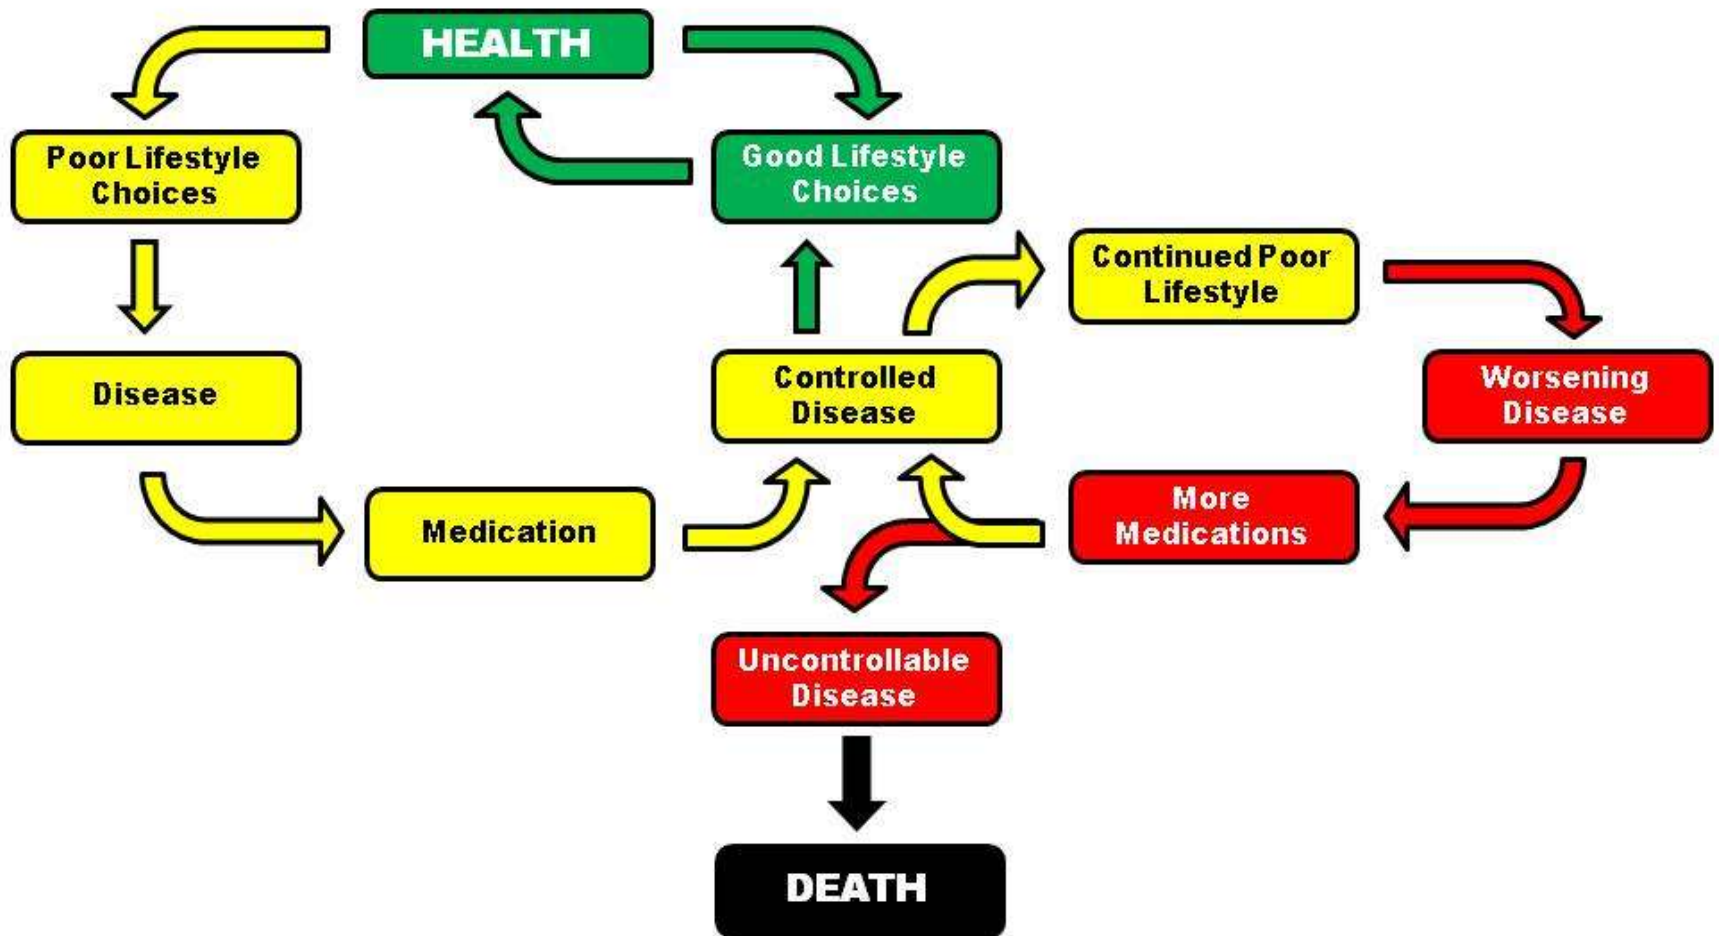 HEALTH
Poor Lifestyle
Choices
Good Lifestyle
Choices
Continued Poor
Lifestyle
Disease
Controlled
Disease
Worsening
Disease
Medication
More
Medications
Uncontrollable
Disease
DEATH